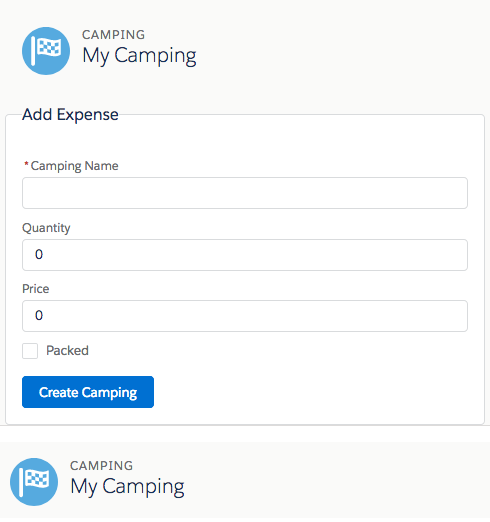 CAMPING
My Camping
Add Expense
* Camping Name
Quantity
0
Price
0
Packed
Create Camping
CAMPING
My Camping